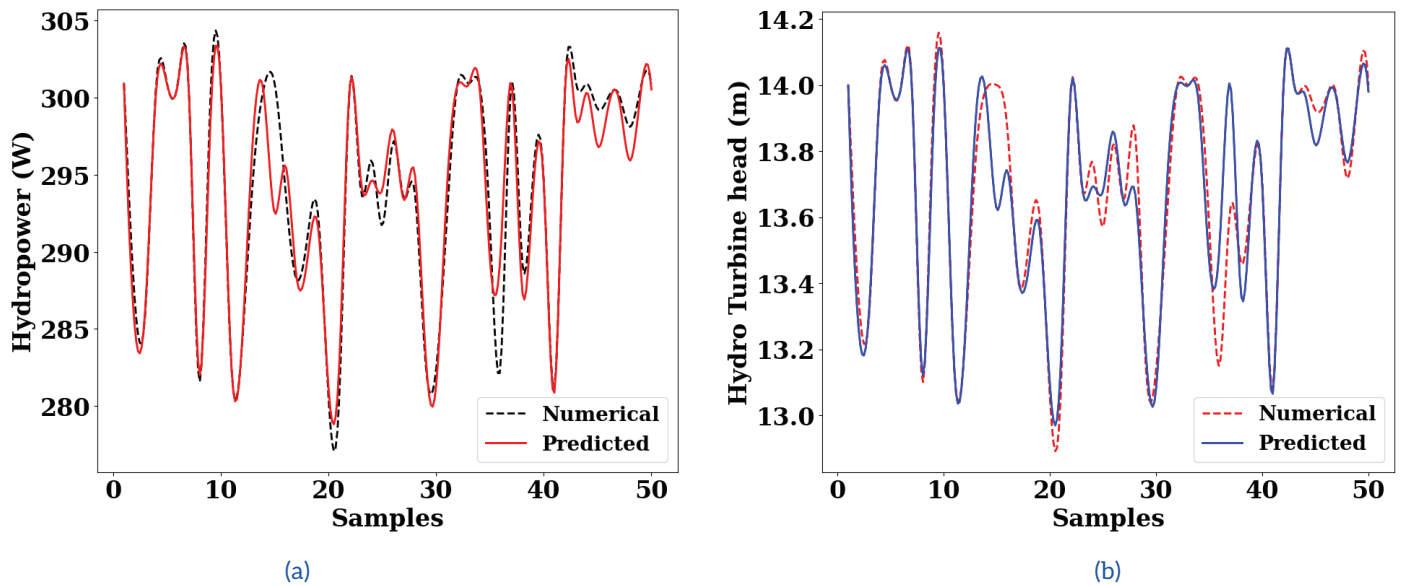 305
300
295
290
285
280
Hydropower (W)
Numerical
Predicted
0 10 20 30 40 50
Samples
(a)
14.2
14.0
13.8
13.6
13.4
13.2
13.0
Hydro Turbine head (m)
Numerical
Predicted
0 10 20 30 40 50
Samples
(b)